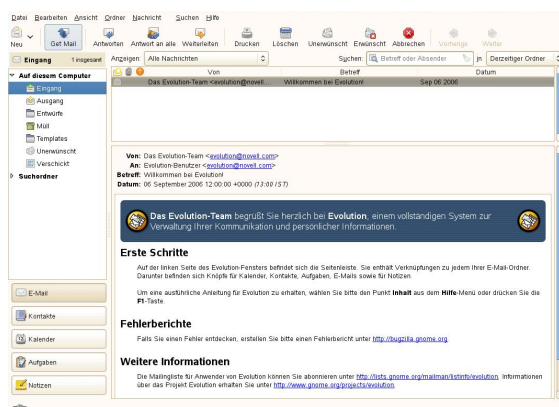 Datei Bearbeiten Ansicht Ordner Nachricht Suchen Hilfe
Neu Get Mail Antworten Antwort an alle Weiterleiten Drucken Löschen Unerwünscht Erwünscht Abbrechen Vorherige Weiter
Eingang 1 insgesamt Anzeigen: Alle Nachrichten Suchen: Betreff oder Absender in Derzeitiger Ordner
Von Betreff Datum
Das Evolution-Team <evolution@novell.... Willkommen bei Evolution! Sep 06 2006
Auf diesem Computer
Eingang
Ausgang
Entwürfe
Müll
Templates
Unerwünscht
Verschickt
Suchordner
E-Mail
Kontakte
Kalender
Aufgaben
Notizen
Von: Das Evolution-Team <evolution@novell.com>
An: Evolution-Benutzer <evolution@novell.com>
Betreff: Willkommen bei Evolution!
Datum: 06 September 2006 12:00:00 +0000 (13:00 IST)
Das Evolution-Team begrüßt Sie herzlich bei Evolution, einem vollständigen System zur
Verwaltung Ihrer Kommunikation und persönlicher Informationen.
Erste Schritte
Auf der linken Seite des Evolution-Fensters befindet sich die Seitenleiste. Sie enthält Verknüpfungen zu jedem Ihrer E-Mail-Ordner.
Darunter befinden sich Knöpfe für Kalender, Kontakte, Aufgaben, E-Mails sowie für Notizen.
Um eine ausführliche Anleitung für Evolution zu erhalten, wählen Sie bitte den Punkt Inhalt aus dem Hilfe-Menü oder drücken Sie die
F1-Taste.
Fehlerberichte
Falls Sie einen Fehler entdecken, erstellen Sie bitte einen Fehlerbericht unter http://bugzilla.gnome.org.
Weitere Informationen
Die Mailingliste für Anwender von Evolution können Sie abonnieren unter http://lists.gnome.org/mailman/listinfo/evolution. Informationen
über das Projekt Evolution erhalten Sie unter http://www.gnome.org/projects/evolution.